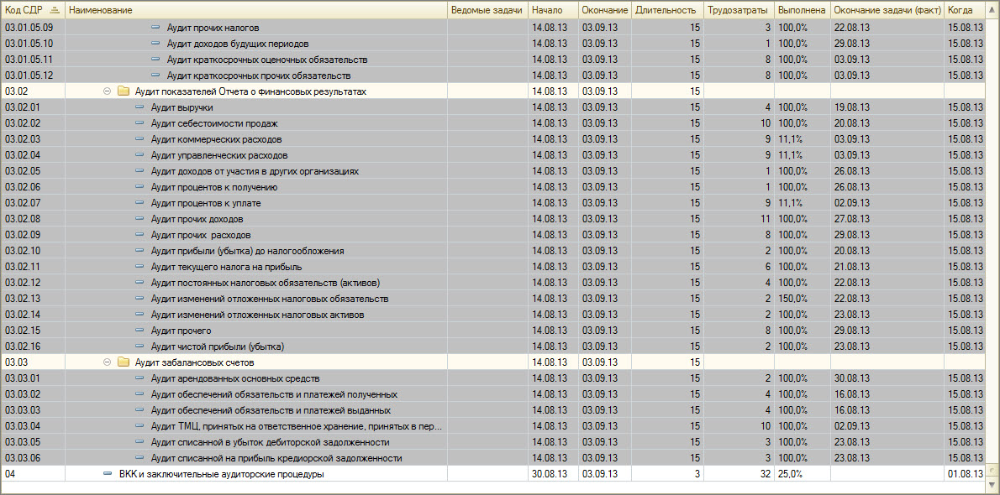 Код СДР Наименование Ведомые задачи Начало Окончание Длительность Трудозатраты Выполнена Окончание задачи (факт) Когда
03.01.05.09 Аудит прочих налогов 14.08.13 03.09.13 15 3 100,0% 22.08.13 15.08.13
03.01.05.10 Аудит доходов будущих периодов 14.08.13 03.09.13 15 1 100,0% 29.08.13 15.08.13
03.01.05.11 Аудит краткосрочных оценочных обязательств 14.08.13 03.09.13 15 8 100,0% 03.09.13 15.08.13
03.01.05.12 Аудит краткосрочных прочих обязательств 14.08.13 03.09.13 15 8 100,0% 03.09.13 15.08.13
03.02 Аудит показателей Отчета о финансовых результатах 14.08.13 03.09.13 15
03.02.01 Аудит выручки 14.08.13 03.09.13 15 4 100,0% 19.08.13 15.08.13
03.02.02 Аудит себестоимости продаж 14.08.13 03.09.13 15 10 100,0% 20.08.13 15.08.13
03.02.03 Аудит коммерческих расходов 14.08.13 03.09.13 15 9 11,1% 03.09.13 15.08.13
03.02.04 Аудит управленческих расходов 14.08.13 03.09.13 15 9 11,1% 03.09.13 15.08.13
03.02.05 Аудит доходов от участия в других организациях 14.08.13 03.09.13 15 1 100,0% 26.08.13 15.08.13
03.02.06 Аудит процентов к получению 14.08.13 03.09.13 15 1 100,0% 26.08.13 15.08.13
03.02.07 Аудит процентов к уплате 14.08.13 03.09.13 15 9 11,1% 02.09.13 15.08.13
03.02.08 Аудит прочих доходов 14.08.13 03.09.13 15 11 100,0% 27.08.13 15.08.13
03.02.09 Аудит прочих расходов 14.08.13 03.09.13 15 8 100,0% 29.08.13 15.08.13
03.02.10 Аудит прибыли (убытка) до налогообложения 14.08.13 03.09.13 15 2 100,0% 20.08.13 15.08.13
03.02.11 Аудит текущего налога на прибыль 14.08.13 03.09.13 15 6 100,0% 21.08.13 15.08.13
03.02.12 Аудит постоянных налоговых обязательств (активов) 14.08.13 03.09.13 15 4 100,0% 22.08.13 15.08.13
03.02.13 Аудит изменений отложенных налоговых обязательств 14.08.13 03.09.13 15 2 150,0% 22.08.13 15.08.13
03.02.14 Аудит изменений отложенных налоговых активов 14.08.13 03.09.13 15 2 100,0% 23.08.13 15.08.13
03.02.15 Аудит прочего 14.08.13 03.09.13 15 8 100,0% 29.08.13 15.08.13
03.02.16 Аудит чистой прибыли (убытка) 14.08.13 03.09.13 15 2 100,0% 23.08.13 15.08.13
03.03 Аудит забалансовых счетов 14.08.13 03.09.13 15
03.03.01 Аудит арендованных основных средств 14.08.13 03.09.13 15 2 100,0% 30.08.13 15.08.13
03.03.02 Аудит обеспечений обязательств и платежей полученных 14.08.13 03.09.13 15 4 100,0% 16.08.13 15.08.13
03.03.03 Аудит обеспечений обязательств и платежей выданных 14.08.13 03.09.13 15 4 100,0% 16.08.13 15.08.13
03.03.04 Аудит ТМЦ, принятых на ответственное хранение, принятых в пер... 14.08.13 03.09.13 15 10 100,0% 02.09.13 15.08.13
03.03.05 Аудит списанной в убыток дебиторской задолженности 14.08.13 03.09.13 15 3 100,0% 23.08.13 15.08.13
03.03.06 Аудит списанной на прибыль кредиорской задолженности 14.08.13 03.09.13 15 3 100,0% 23.08.13 15.08.13
04 ВКК и заключительные аудиторские процедуры 30.08.13 03.09.13 3 32 25,0% 01.08.13